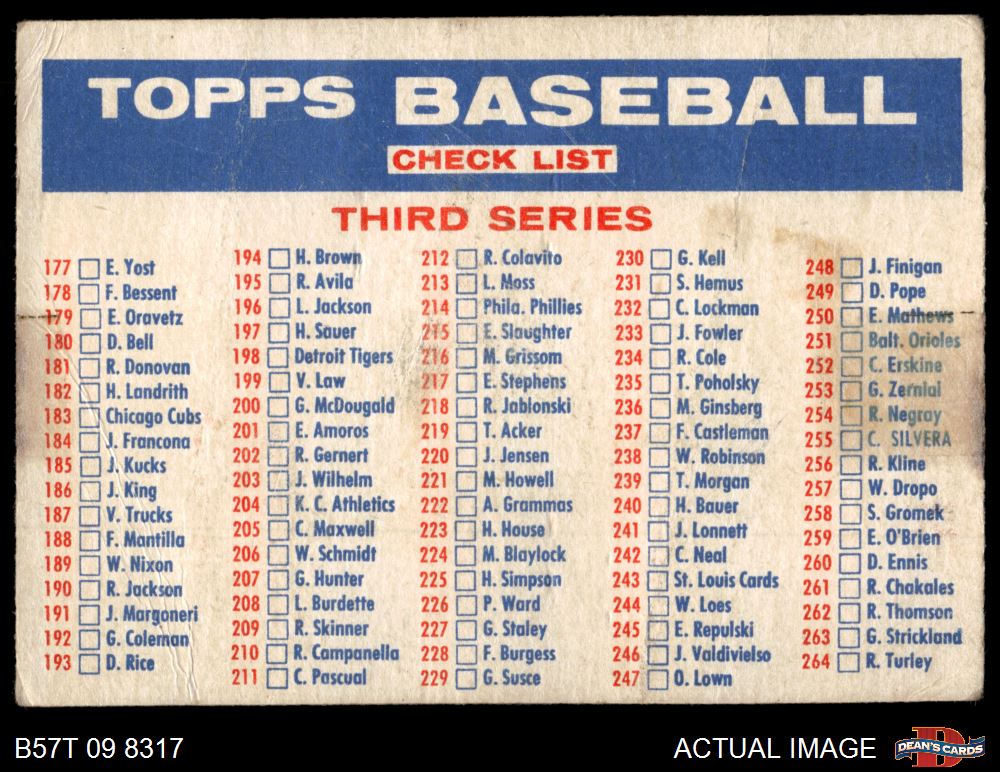 TOPPS BASEBALL
CHECK LIST
THIRD SERIES
177 E. Yost
178 F. Bessent
179 E. Oravetz
180 D. Bell
181 R. Donovan
182 H. Landrith
183 Chicago Cubs
184 J. Francona
185 J. Kucks
186 J. King
187 V. Trucks
188 F. Mantilla
189 W. Nixon
190 R. Jackson
191 J. Margoneri
192 G. Coleman
193 D. Rice
194 H. Brown
195 R. Avila
196 L. Jackson
197 H. Sauer
198 Detroit Tigers
199 V. Law
200 G. McDougald
201 E. Amoros
202 R. Gernert
203 J. Wilhelm
204 K. C. Athletics
205 C. Maxwell
206 W. Schmidt
207 G. Hunter
208 L. Burdette
209 R. Skinner
210 R. Campanella
211 C. Pascual
212 R. Colavito
213 L. Moss
214 Phila. Phillies
215 E. Slaughter
216 M. Grissom
217 E. Stephens
218 R. Jablonski
219 T. Acker
220 J. Jensen
221 M. Howell
222 A. Grammas
223 H. House
224 M. Blaylock
225 H. Simpson
226 P. Ward
227 G. Staley
228 F. Burgess
229 G. Susce
230 G. Kell
231 S. Hemus
232 C. Lockman
233 J. Fowler
234 R. Cole
235 T. Poholsky
236 M. Ginsberg
237 F. Castleman
238 W. Robinson
239 T. Morgan
240 H. Bauer
241 J. Lonnett
242 C. Neal
243 St. Louis Cards
244 W. Loes
245 E. Repulski
246 J. Valdivielso
247 O. Lown
248 J. Finigan
249 D. Pope
250 E. Mathews
251 Balt. Orioles
252 C. Erskine
253 G. Zernial
254 R. Negray
255 C. SILVERA
256 R. Kline
257 W. Dropo
258 S. Gromek
259 E. O'Brien
260 D. Ennis
261 R. Chakales
262 R. Thomson
263 G. Strickland
264 R. Turley
B57T 09 8317
ACTUAL IMAGE
DEAN'S CARDS